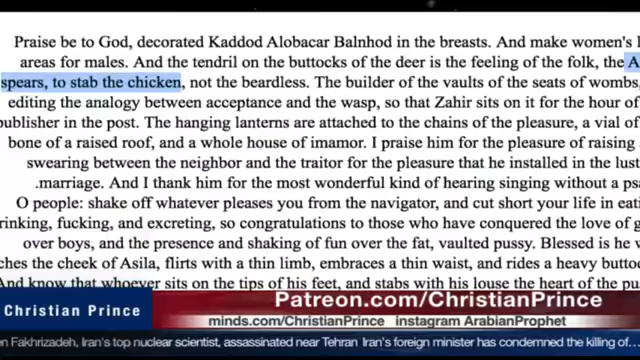 Praise be to God, decorated Kaddod Alobacar Balnhod in the breasts. And make women's
areas for males. And the tendril on the buttocks of the deer is the feeling of the folk, the A
spears, to stab the chicken, not the beardless. The builder of the vaults of the seats of wombs,
editing the analogy between acceptance and the wasp, so that Zahir sits on it for the hour of
publisher in the post. The hanging lanterns are attached to the chains of the pleasure, a vial of
bone of a raised roof, and a whole house of imamor. I praise him for the pleasure of raising
swearing between the neighbor and the traitor for the pleasure that he installed in the lust
.marriage. And I thank him for the most wonderful kind of hearing singing without a
O people: shake off whatever pleases you from the navigator, and cut short your life in
drinking, fucking, and excreting, so congratulations to those who have conquered the love of
over boys, and the presence and shaking of fun over the fat, vaulted pussy. Blessed is he
the cheek of Asila, flirts with a thin limb, embraces a thin waist, and rides a heavy
And know that whoever sits on the tips of his feet, and stabs with his louse the heart of the
Christian Prince
Patreon.com/ChristianPrince
minds.com/ChristianPrince instagram ArabianProphet
Fakhrizadeh, Iran's top nuclear scientist, assassinated near Tehran Iran's foreign minister has condemned the killing of...